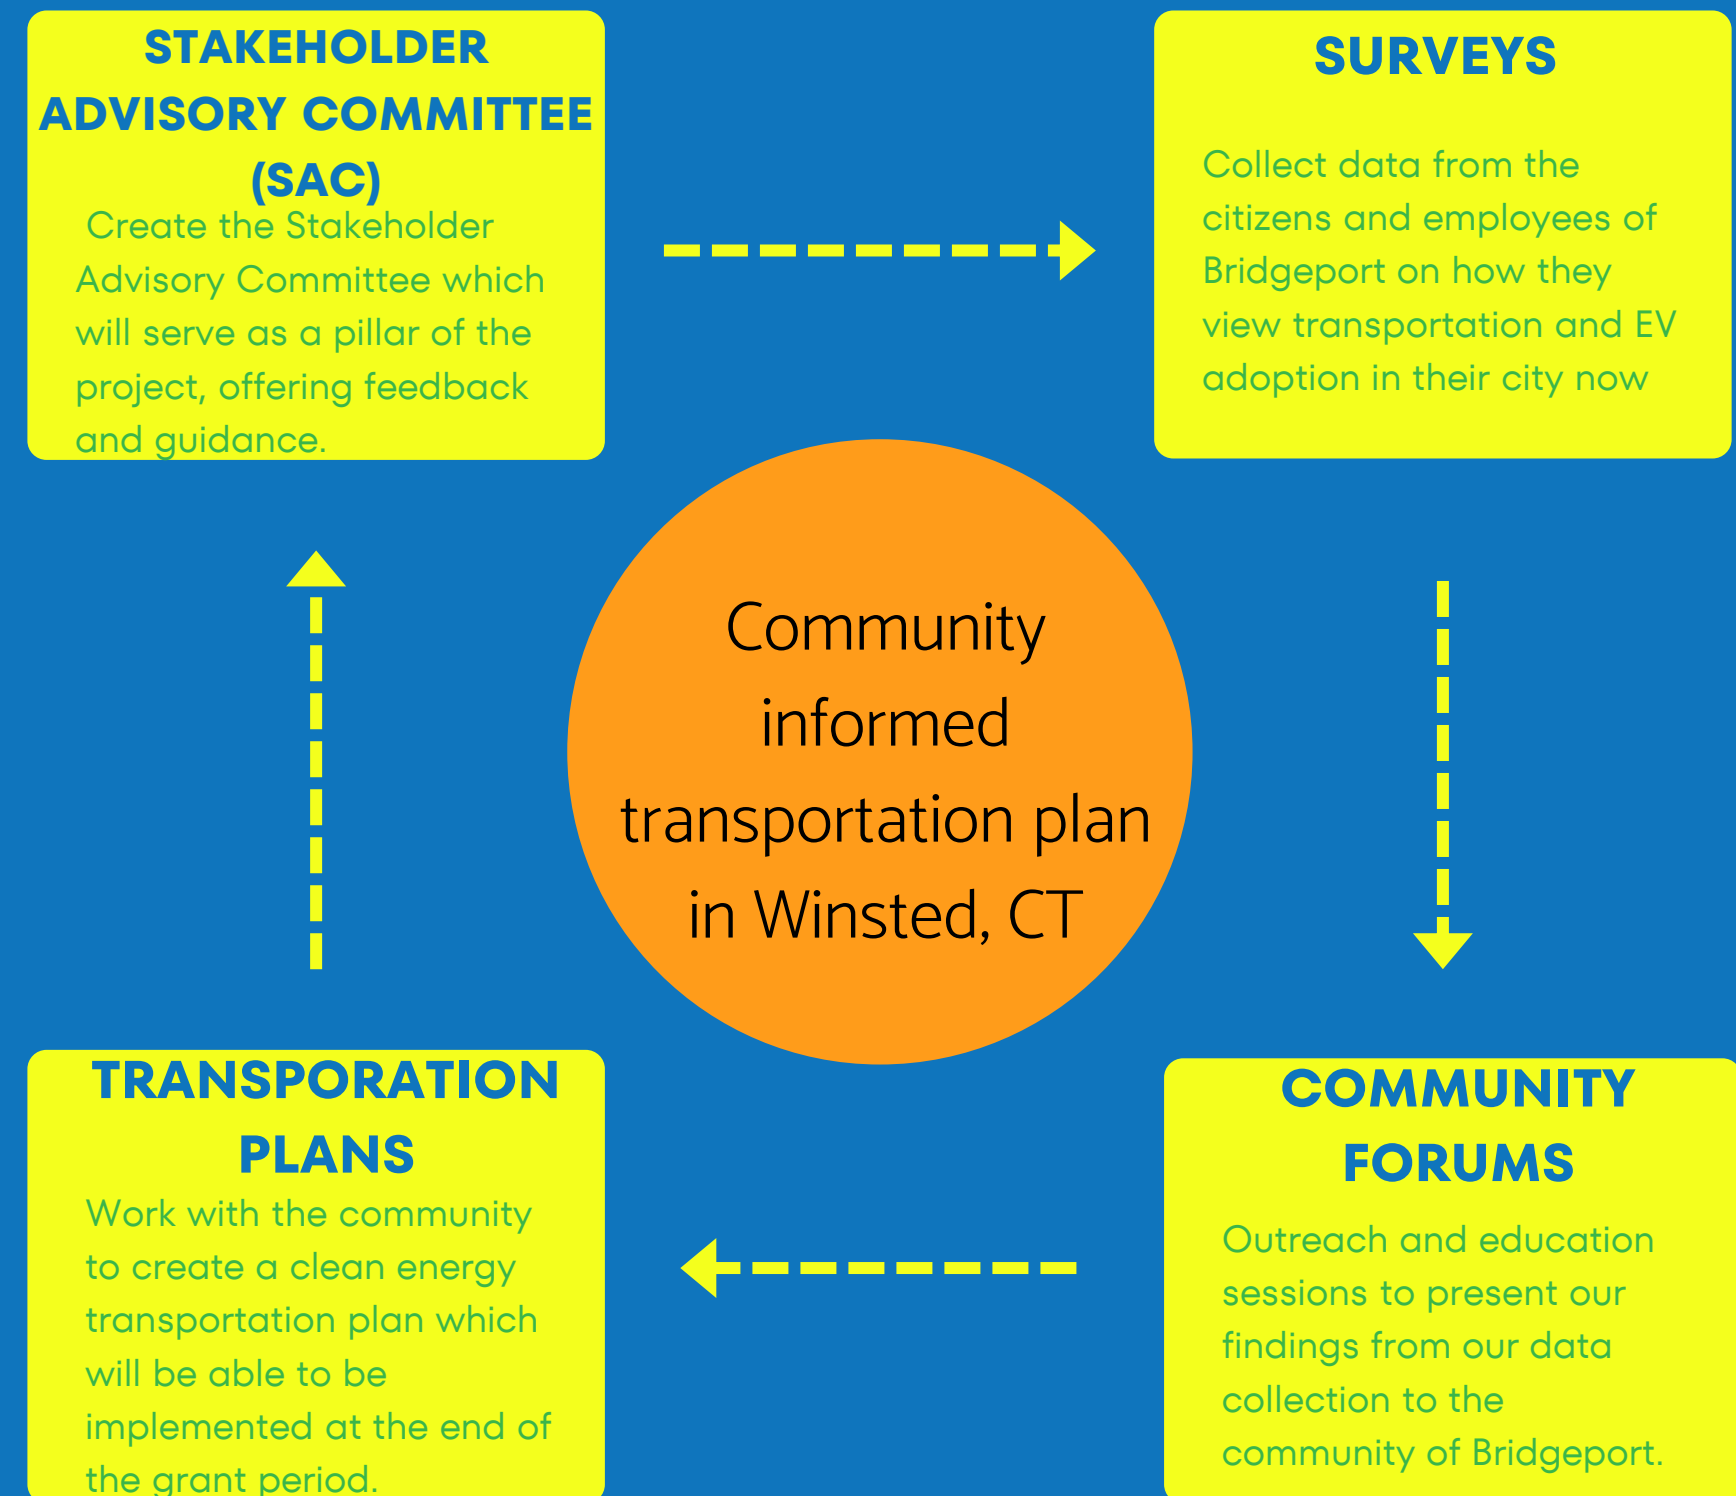 STAKEHOLDER
ADVISORY COMMITTEE
(SAC)
Create the Stakeholder
Advisory Committee which
will serve as a pillar of the
project, offering feedback
and guidance.
SURVEYS
Collect data from the
citizens and employees of
Bridgeport on how they
view transportation and EV
adoption in their city now
Community
informed
transportation plan
in Winsted, CT
TRANSPORATION
PLANS
Work with the community
to create a clean energy
transportation plan which
will be able to be
implemented at the end of
the grant period.
COMMUNITY
FORUMS
Outreach and education
sessions to present our
findings from our data
collection to the
community of Bridgeport.